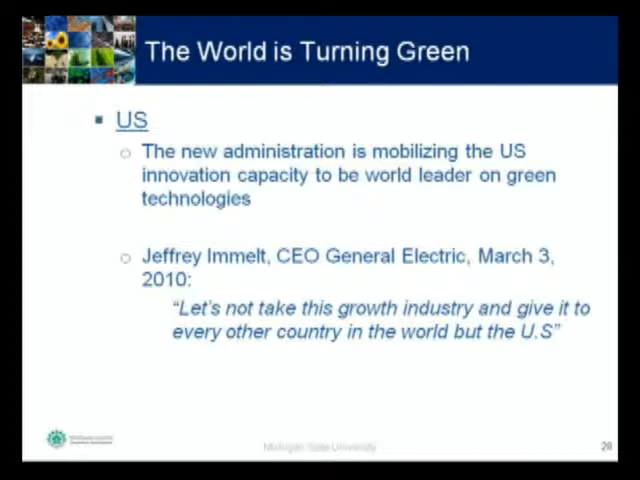 The World is Turning Green
US
The new administration is mobilizing the US
innovation capacity to be world leader on green
technologies
Jeffrey Immelt, CEO General Electric, March 3,
2010:
“Let’s not take this growth industry and give it to
every other country in the world but the U.S”
Michigan State University
28